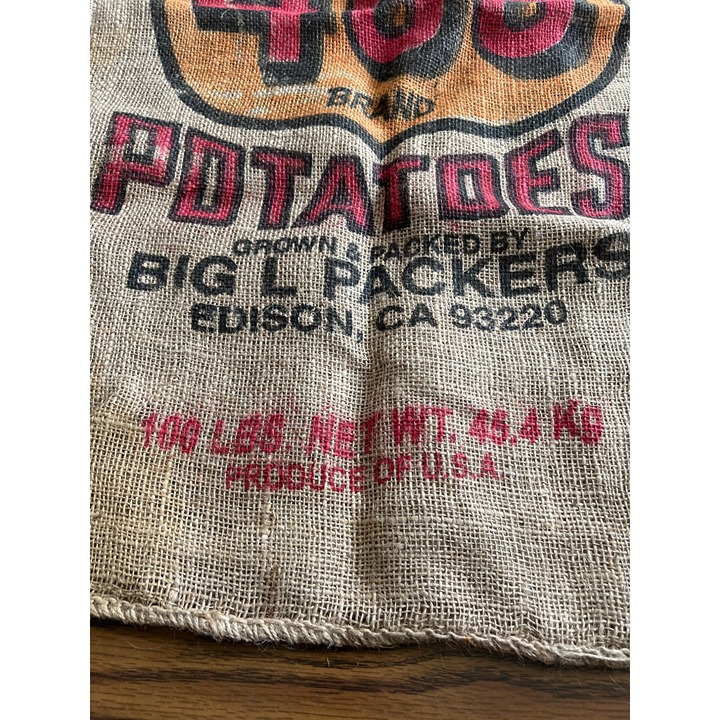 BRAND
POTATOES
GROWN & PACKED BY
BIG L PACKERS
EDISON, CA 93220
100 LBS. NET WT. 45.4 KG
PRODUCE OF U.S.A.